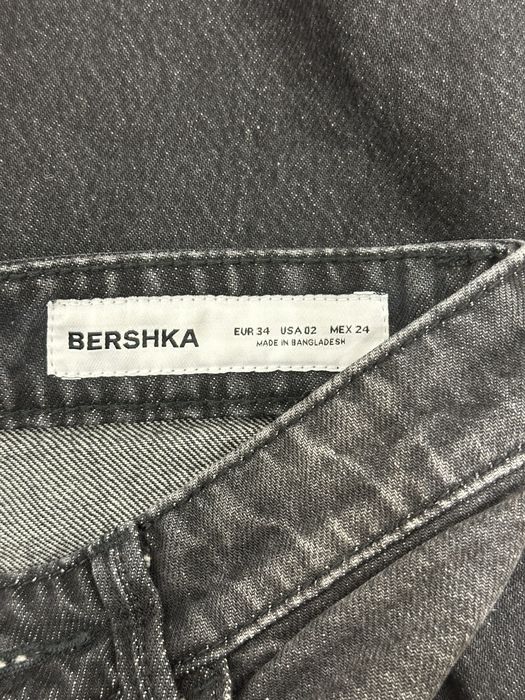 BERSHKA
EUR 34 USA 02 MEX 24
MADE IN BANGLADESH